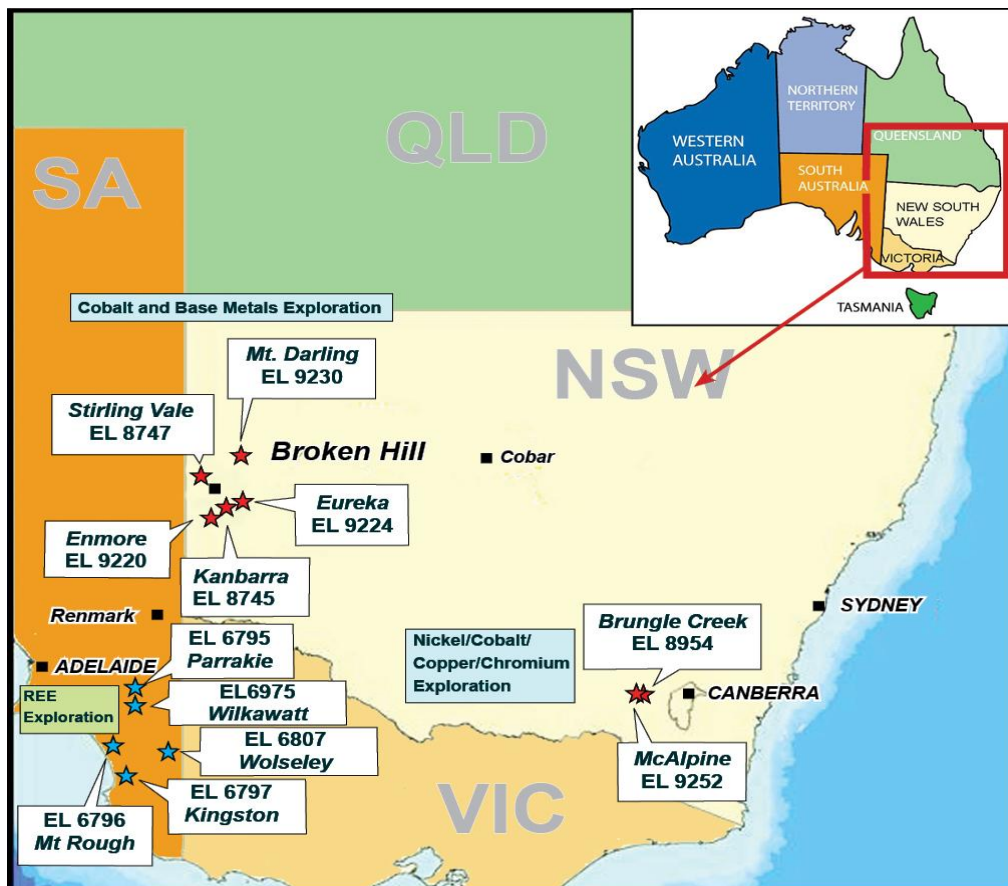 QLD
SA
NSW
VIC
NORTHERN
TERRITORY
QUEENSLAND
WESTERN
AUSTRALIA
SOUTH
AUSTRALIA
NEW SOUTH
WALES
VICTORIA
TASMANIA
Cobalt and Base Metals Exploration
Mt. Darling
EL 9230
Stirling Vale
EL 8747
Broken Hill
Cobar
Eureka
EL 9224
Enmore
EL 9220
Kanbarra
EL 8745
Renmark
SYDNEY
Brungle Creek
EL 8954
Nickel/Cobalt/
Copper/Chromium
Exploration
EL 6795
Parrakie
ADELAIDE
REE
Exploration
EL6975
Wilkawatt
CANBERRA
EL 6807
Wolseley
McAlpine
EL 9252
EL 6797
Kingston
EL 6796
Mt Rough